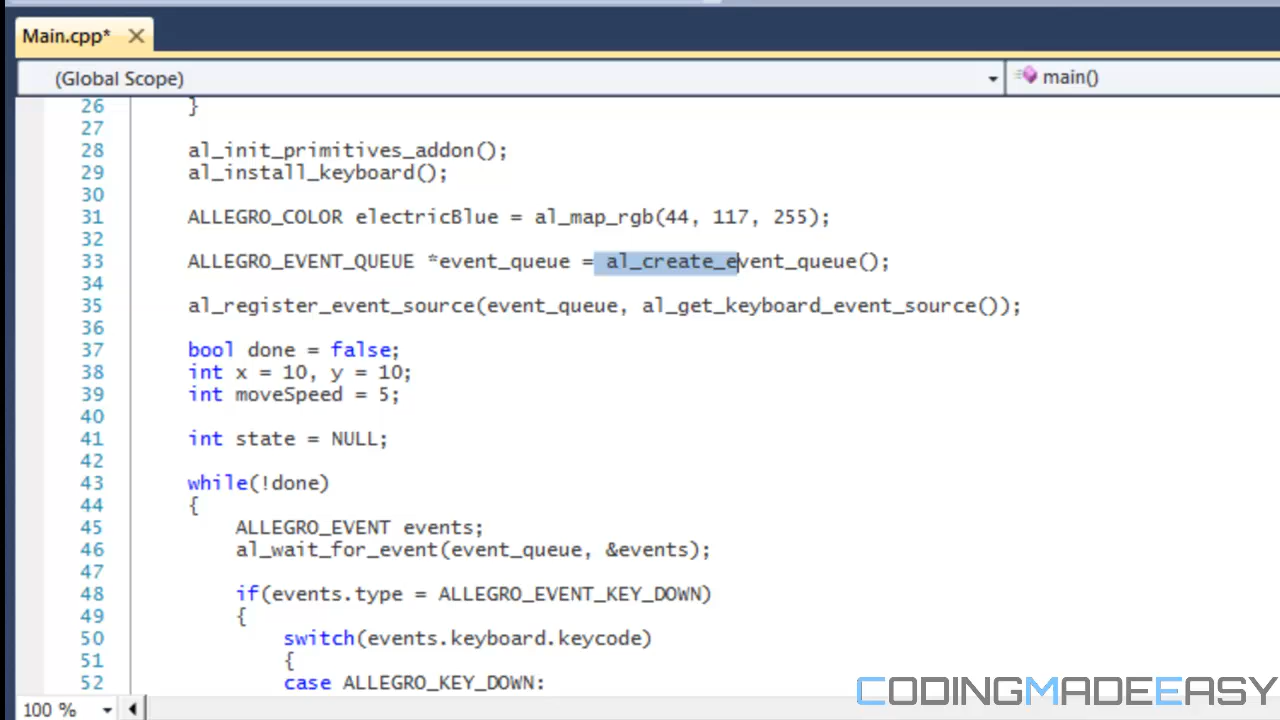 Main.cpp*
(Global Scope) main()
26 }
27
28 al_init_primitives_addon();
29 al_install_keyboard();
30
31 ALLEGRO_COLOR electricBlue = al_map_rgb(44, 117, 255);
32
33 ALLEGRO_EVENT_QUEUE *event_queue = al_create_event_queue();
34
35 al_register_event_source(event_queue, al_get_keyboard_event_source());
36
37 bool done = false;
38 int x = 10, y = 10;
39 int moveSpeed = 5;
40
41 int state = NULL;
42
43 while(!done)
44 {
45 ALLEGRO_EVENT events;
46 al_wait_for_event(event_queue, &events);
47
48 if(events.type = ALLEGRO_EVENT_KEY_DOWN)
49 {
50 switch(events.keyboard.keycode)
51 {
52 case ALLEGRO_KEY_DOWN:
CODINGMADEEASY
100 %